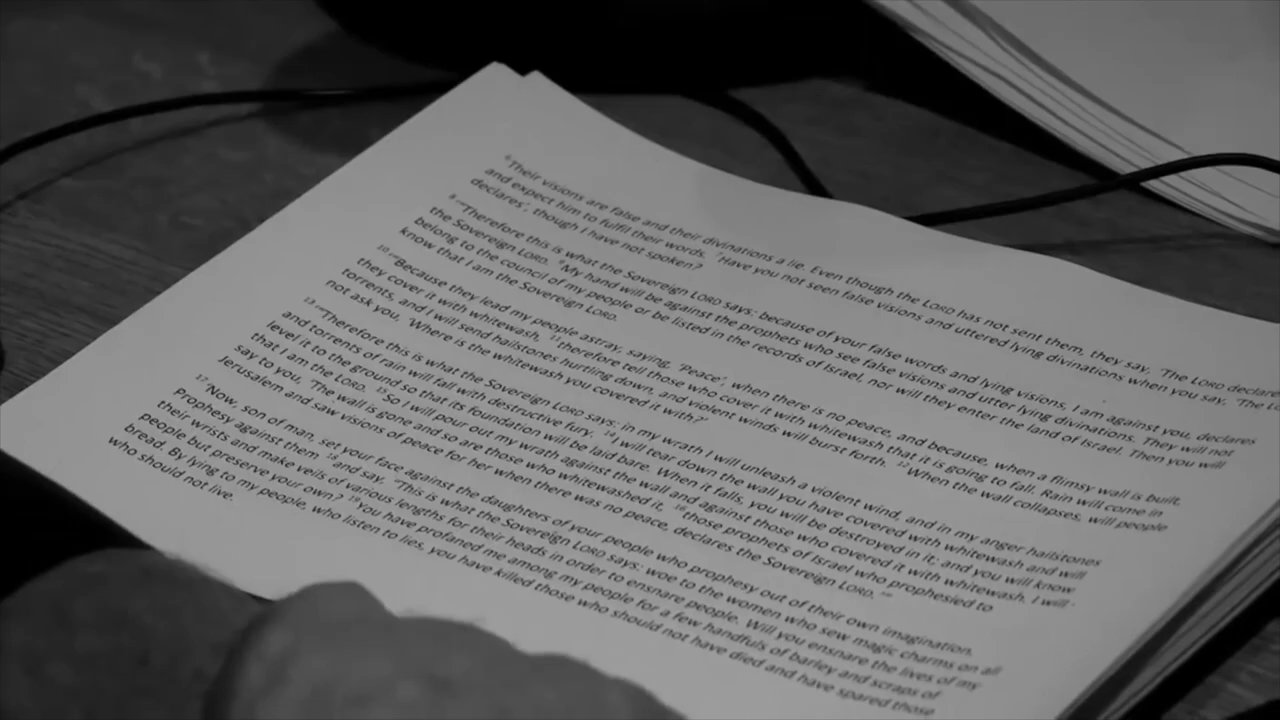 ⁶Their visions are false and their divinations a lie. Even though the LORD has not sent them, they say, 'The LORD declares
and expect him to fulfil their words. ⁷Have you not seen false visions and uttered lying divinations when you say, 'The
declares', though I have not spoken?
⁸'"Therefore this is what the Sovereign LORD says: because of your false words and lying visions, I am against you, declares
the Sovereign LORD. ⁹My hand will be against the prophets who see false visions and utter lying divinations. They will not
belong to the council of my people or be listed in the records of Israel, nor will they enter the land of Israel. Then you will
know that I am the Sovereign LORD.
¹⁰'"Because they lead my people astray, saying, 'Peace', when there is no peace, and because, when a flimsy wall is built,
they cover it with whitewash, ¹¹therefore tell those who cover it with whitewash that it is going to fall. Rain will come in
torrents, and I will send hailstones hurtling down, and violent winds will burst forth. ¹²When the wall collapses, will people
not ask you, 'Where is the whitewash you covered it with?'
¹³'"Therefore this is what the Sovereign LORD says: in my wrath I will unleash a violent wind, and in my anger hailstones
and torrents of rain will fall with destructive fury. ¹⁴I will tear down the wall you have covered with whitewash and will
level it to the ground so that its foundation will be laid bare. When it falls, you will be destroyed in it; and you will know
that I am the LORD. ¹⁵So I will pour out my wrath against the wall and against those who covered it with whitewash. I will
say to you, 'The wall is gone and so are those who whitewashed it, ¹⁶those prophets of Israel who prophesied to
Jerusalem and saw visions of peace for her when there was no peace, declares the Sovereign LORD.'"
¹⁷'Now, son of man, set your face against the daughters of your people who prophesy out of their own imagination.
Prophesy against them ¹⁸and say, "This is what the Sovereign LORD says: woe to the women who sew magic charms on all
their wrists and make veils of various lengths for their heads in order to ensnare people. Will you ensnare the lives of my
people but preserve your own? ¹⁹You have profaned me among my people for a few handfuls of barley and scraps of
bread. By lying to my people, who listen to lies, you have killed those who should not have died and have spared those
who should not live.